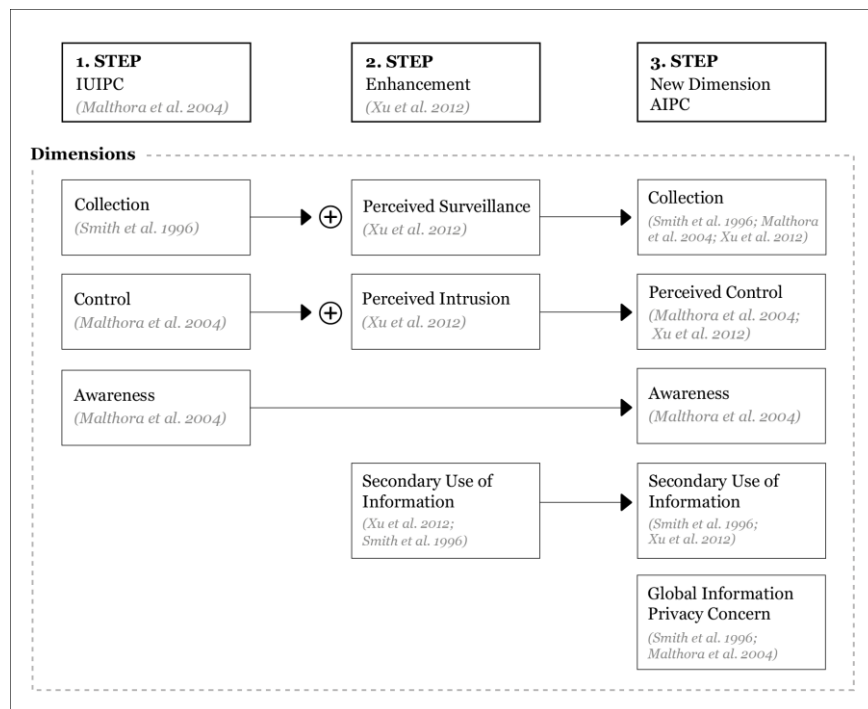 1. STEP
IUIPC
(Malthora et al. 2004)
2. STEP
Enhancement
(Xu et al. 2012)
3. STEP
New Dimension
AIPC
Dimensions
Collection
(Smith et al. 1996)
Perceived Surveillance
(Xu et al. 2012)
Collection
(Smith et al. 1996; Malthora
et al. 2004; Xu et al. 2012)
Control
(Malthora et al. 2004)
Perceived Intrusion
(Xu et al. 2012)
Perceived Control
(Malthora et al. 2004;
Xu et al. 2012)
Awareness
(Malthora et al. 2004)
Awareness
(Malthora et al. 2004)
Secondary Use of
Information
(Xu et al. 2012;
Smith et al. 1996)
Secondary Use of
Information
(Smith et al. 1996;
Xu et al. 2012)
Global Information
Privacy Concern
(Smith et al. 1996;
Malthora et al. 2004)